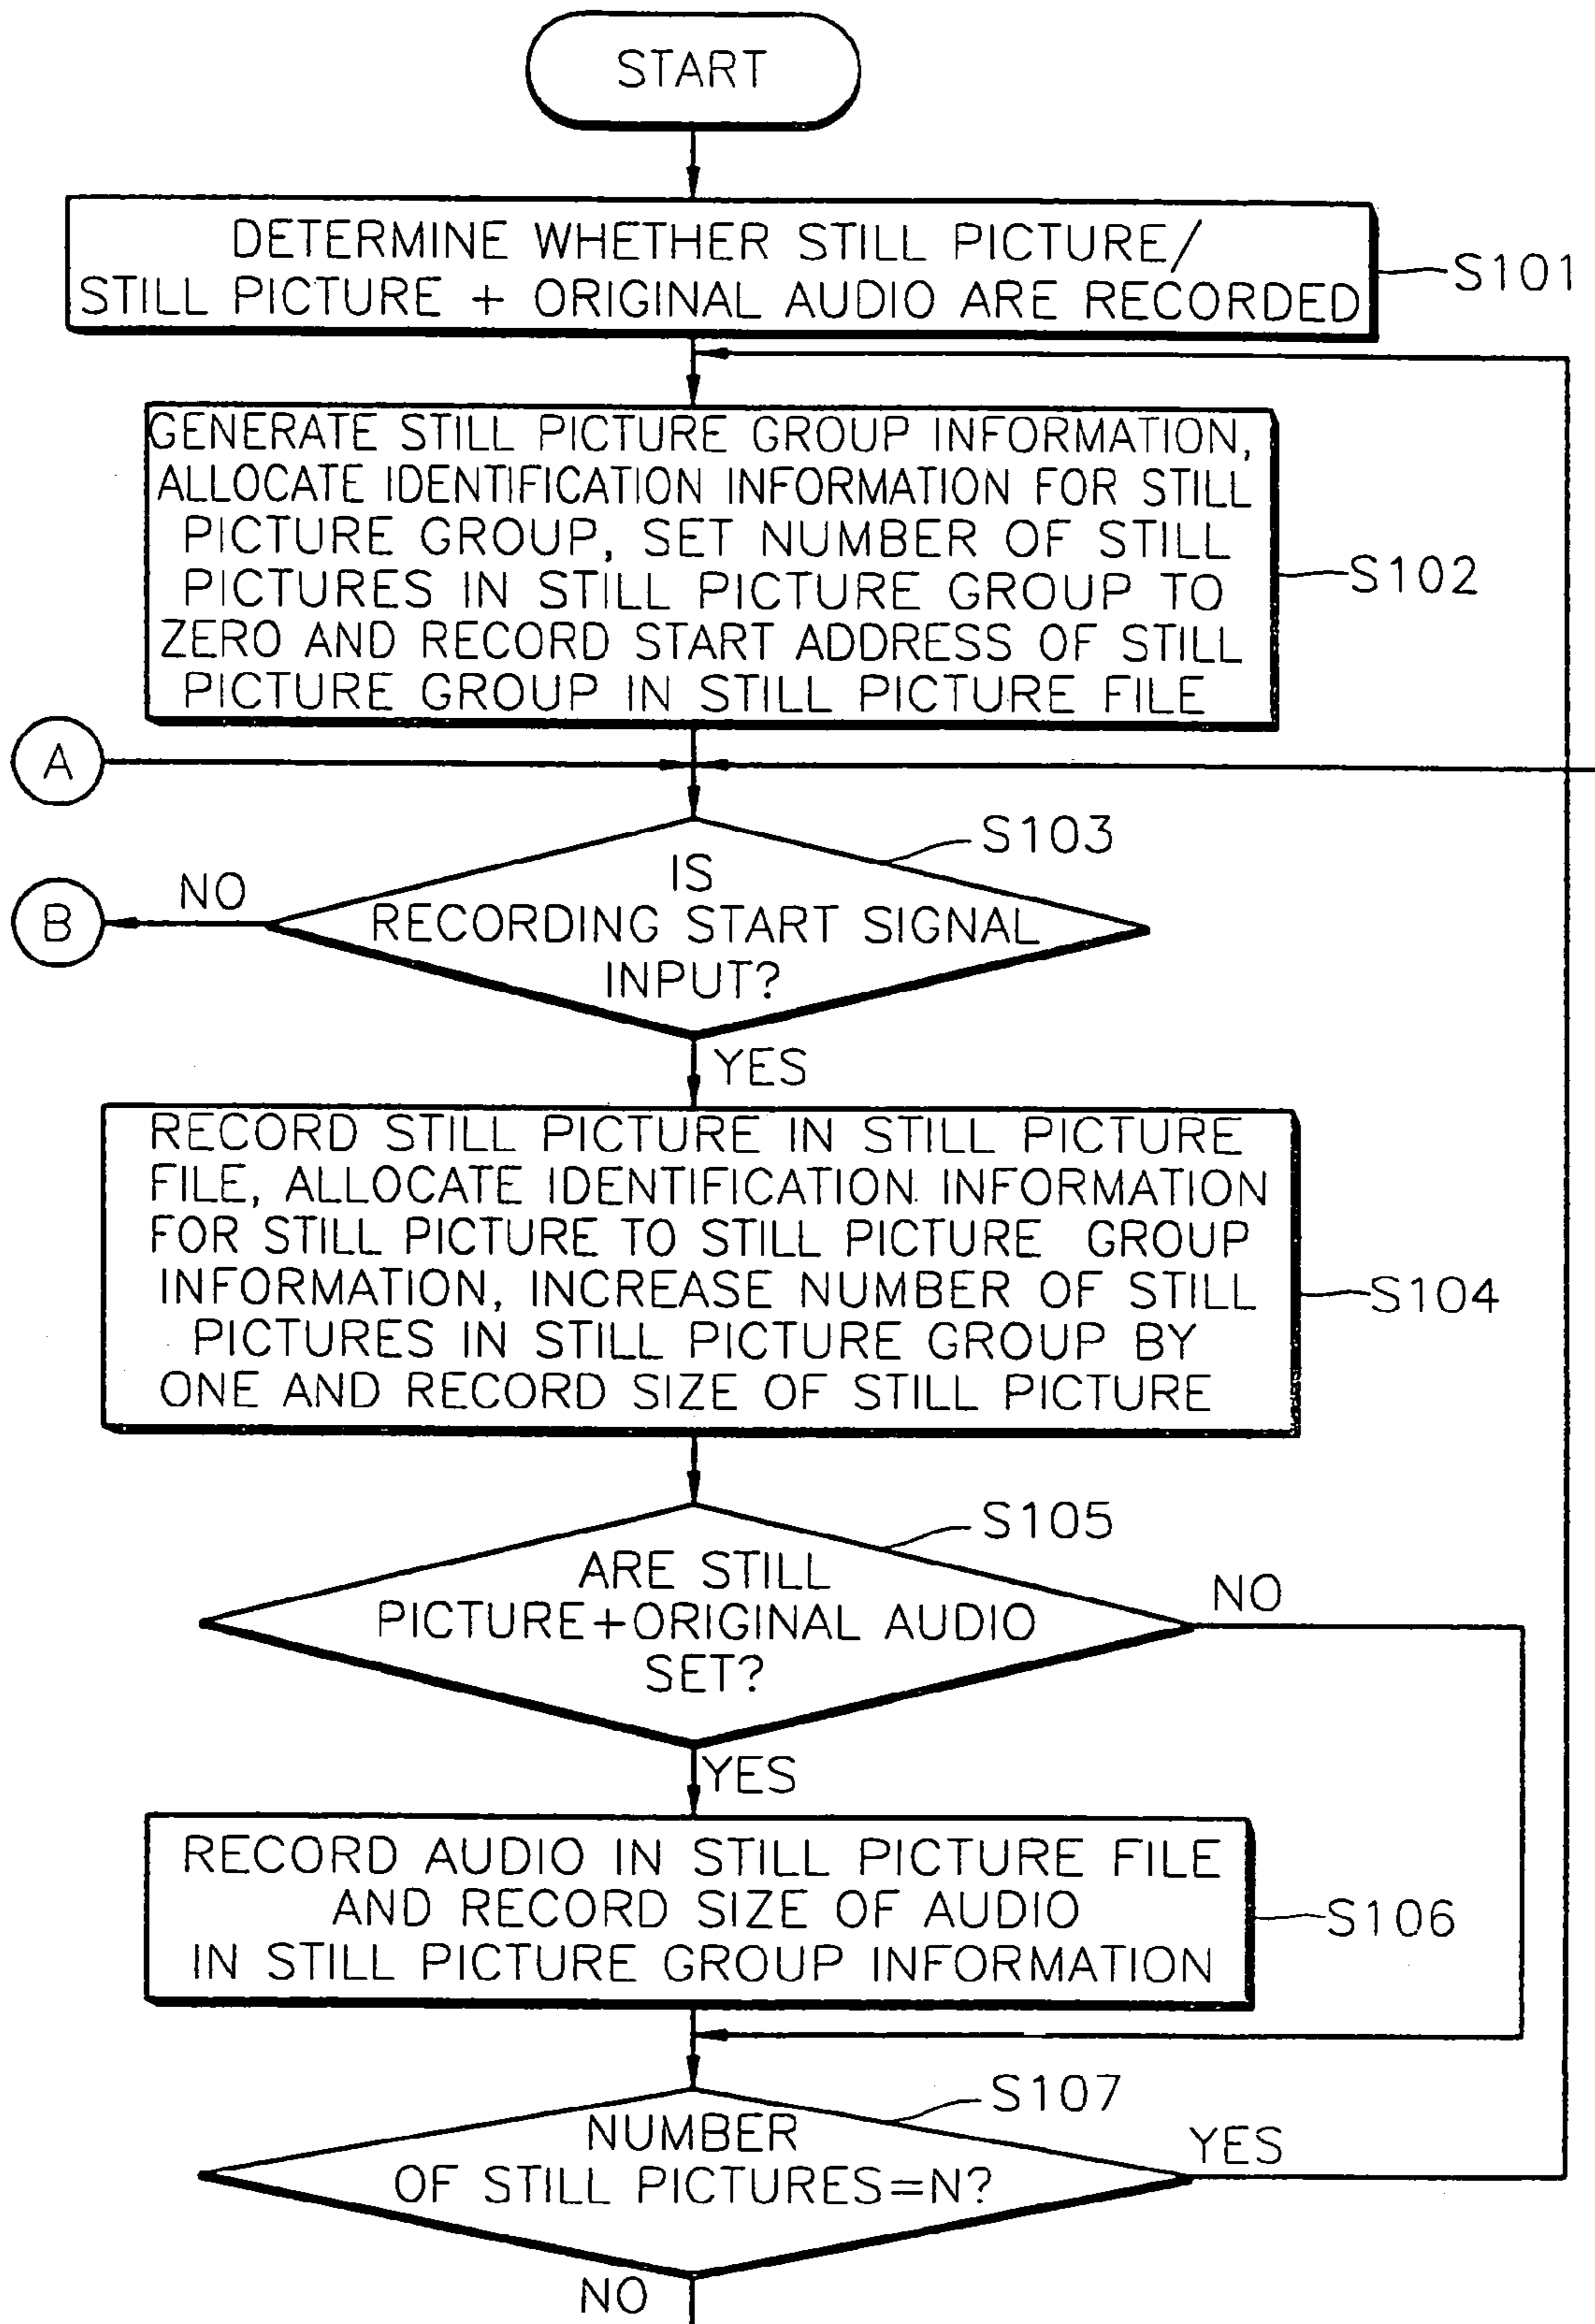 START
DETERMINE WHETHER STILL PICTURE/
STILL PICTURE + ORIGINAL AUDIO ARE RECORDED
S101
GENERATE STILL PICTURE GROUP INFORMATION,
ALLOCATE IDENTIFICATION INFORMATION FOR STILL
PICTURE GROUP, SET NUMBER OF STILL
PICTURES IN STILL PICTURE GROUP TO
ZERO AND RECORD START ADDRESS OF STILL
PICTURE GROUP IN STILL PICTURE FILE
S102
A
S103
IS
RECORDING START SIGNAL
INPUT?
NO
B
YES
RECORD STILL PICTURE IN STILL PICTURE
FILE, ALLOCATE IDENTIFICATION INFORMATION
FOR STILL PICTURE TO STILL PICTURE GROUP
INFORMATION, INCREASE NUMBER OF STILL
PICTURES IN STILL PICTURE GROUP BY
ONE AND RECORD SIZE OF STILL PICTURE
S104
S105
ARE STILL
PICTURE+ORIGINAL AUDIO
SET?
NO
YES
RECORD AUDIO IN STILL PICTURE FILE
AND RECORD SIZE OF AUDIO
IN STILL PICTURE GROUP INFORMATION
S106
S107
NUMBER
OF STILL PICTURES=N?
YES
NO